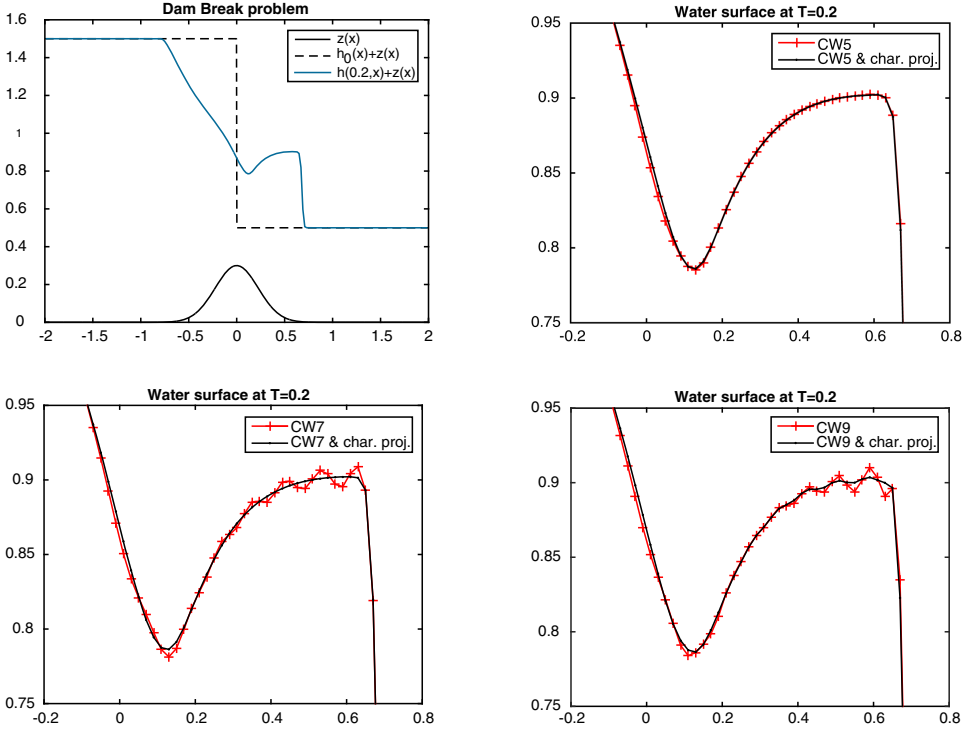 Dam Break problem
1.6
1.4
1.2
1
0.8
0.6
0.4
0.2
0
-2 -1.5 -1 -0.5 0 0.5 1 1.5 2
z(x)
h0(x)+z(x)
h(0.2,x)+z(x)
Water surface at T=0.2
0.95
0.9
0.85
0.8
0.75
-0.2 0 0.2 0.4 0.6 0.8
CW5
CW5 & char. proj.
Water surface at T=0.2
0.95
0.9
0.85
0.8
0.75
-0.2 0 0.2 0.4 0.6 0.8
CW7
CW7 & char. proj.
Water surface at T=0.2
0.95
0.9
0.85
0.8
0.75
-0.2 0 0.2 0.4 0.6 0.8
CW9
CW9 & char. proj.